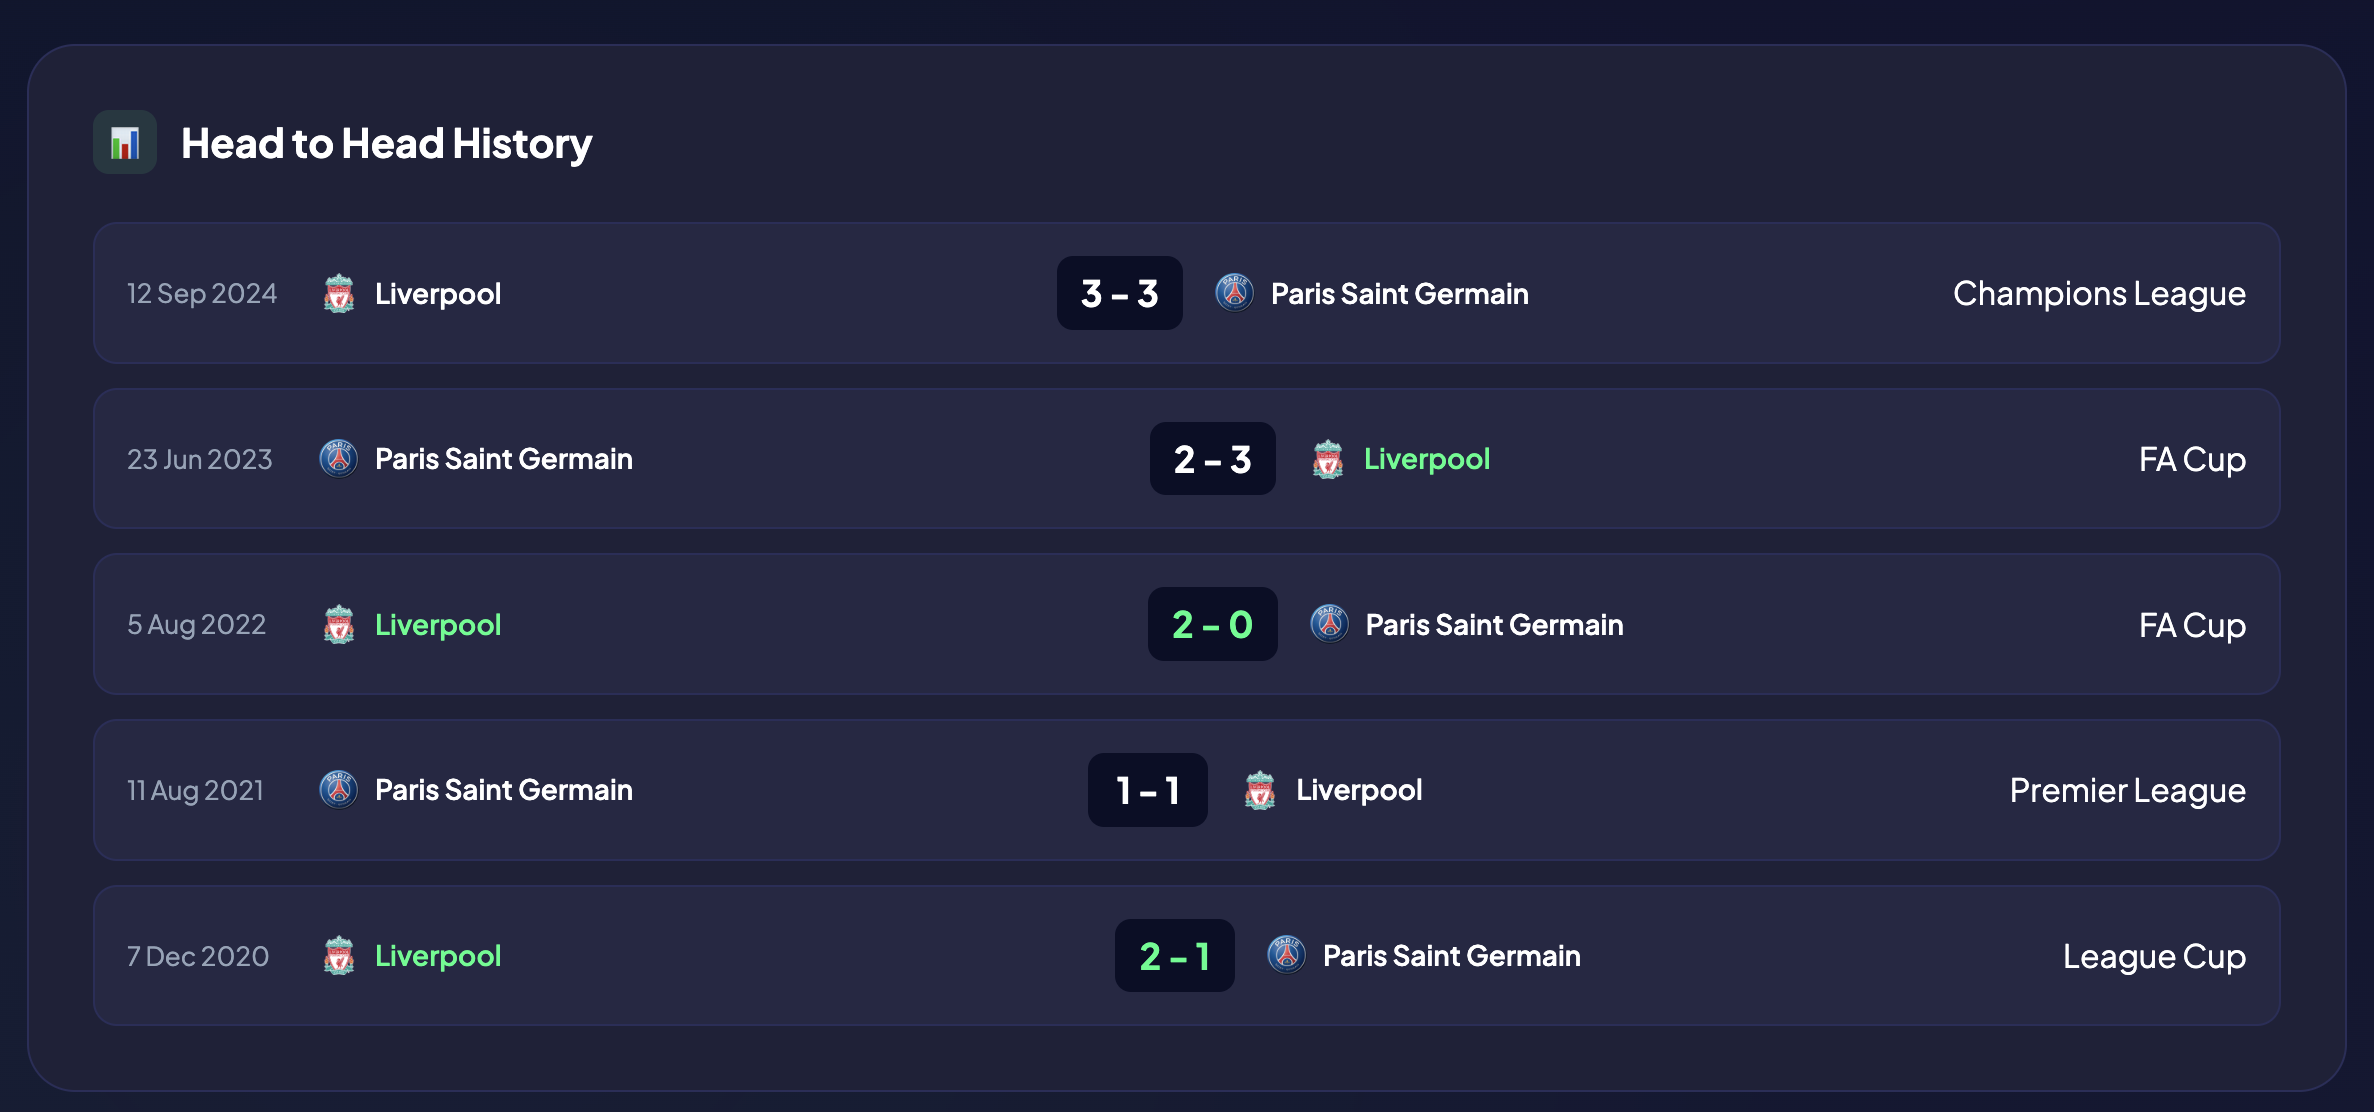 Head to Head History
12 Sep 2024 Liverpool 3 - 3 Paris Saint Germain Champions League
23 Jun 2023 Paris Saint Germain 2 - 3 Liverpool FA Cup
5 Aug 2022 Liverpool 2 - 0 Paris Saint Germain FA Cup
11 Aug 2021 Paris Saint Germain 1 - 1 Liverpool Premier League
7 Dec 2020 Liverpool 2 - 1 Paris Saint Germain League Cup